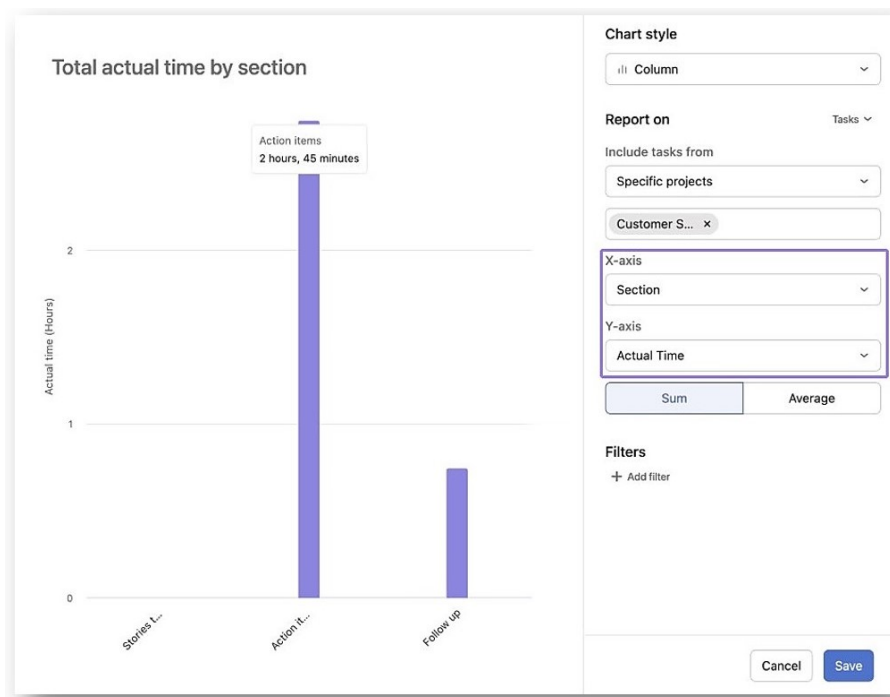 Total actual time by section
Action items
2 hours, 45 minutes
2
1
0
Actual time (Hours)
Stories t...
Action it...
Follow up
Chart style
Column
Report on
Tasks
Include tasks from
Specific projects
Customer S... ×
X-axis
Section
Y-axis
Actual Time
Sum
Average
Filters
+ Add filter
Cancel
Save